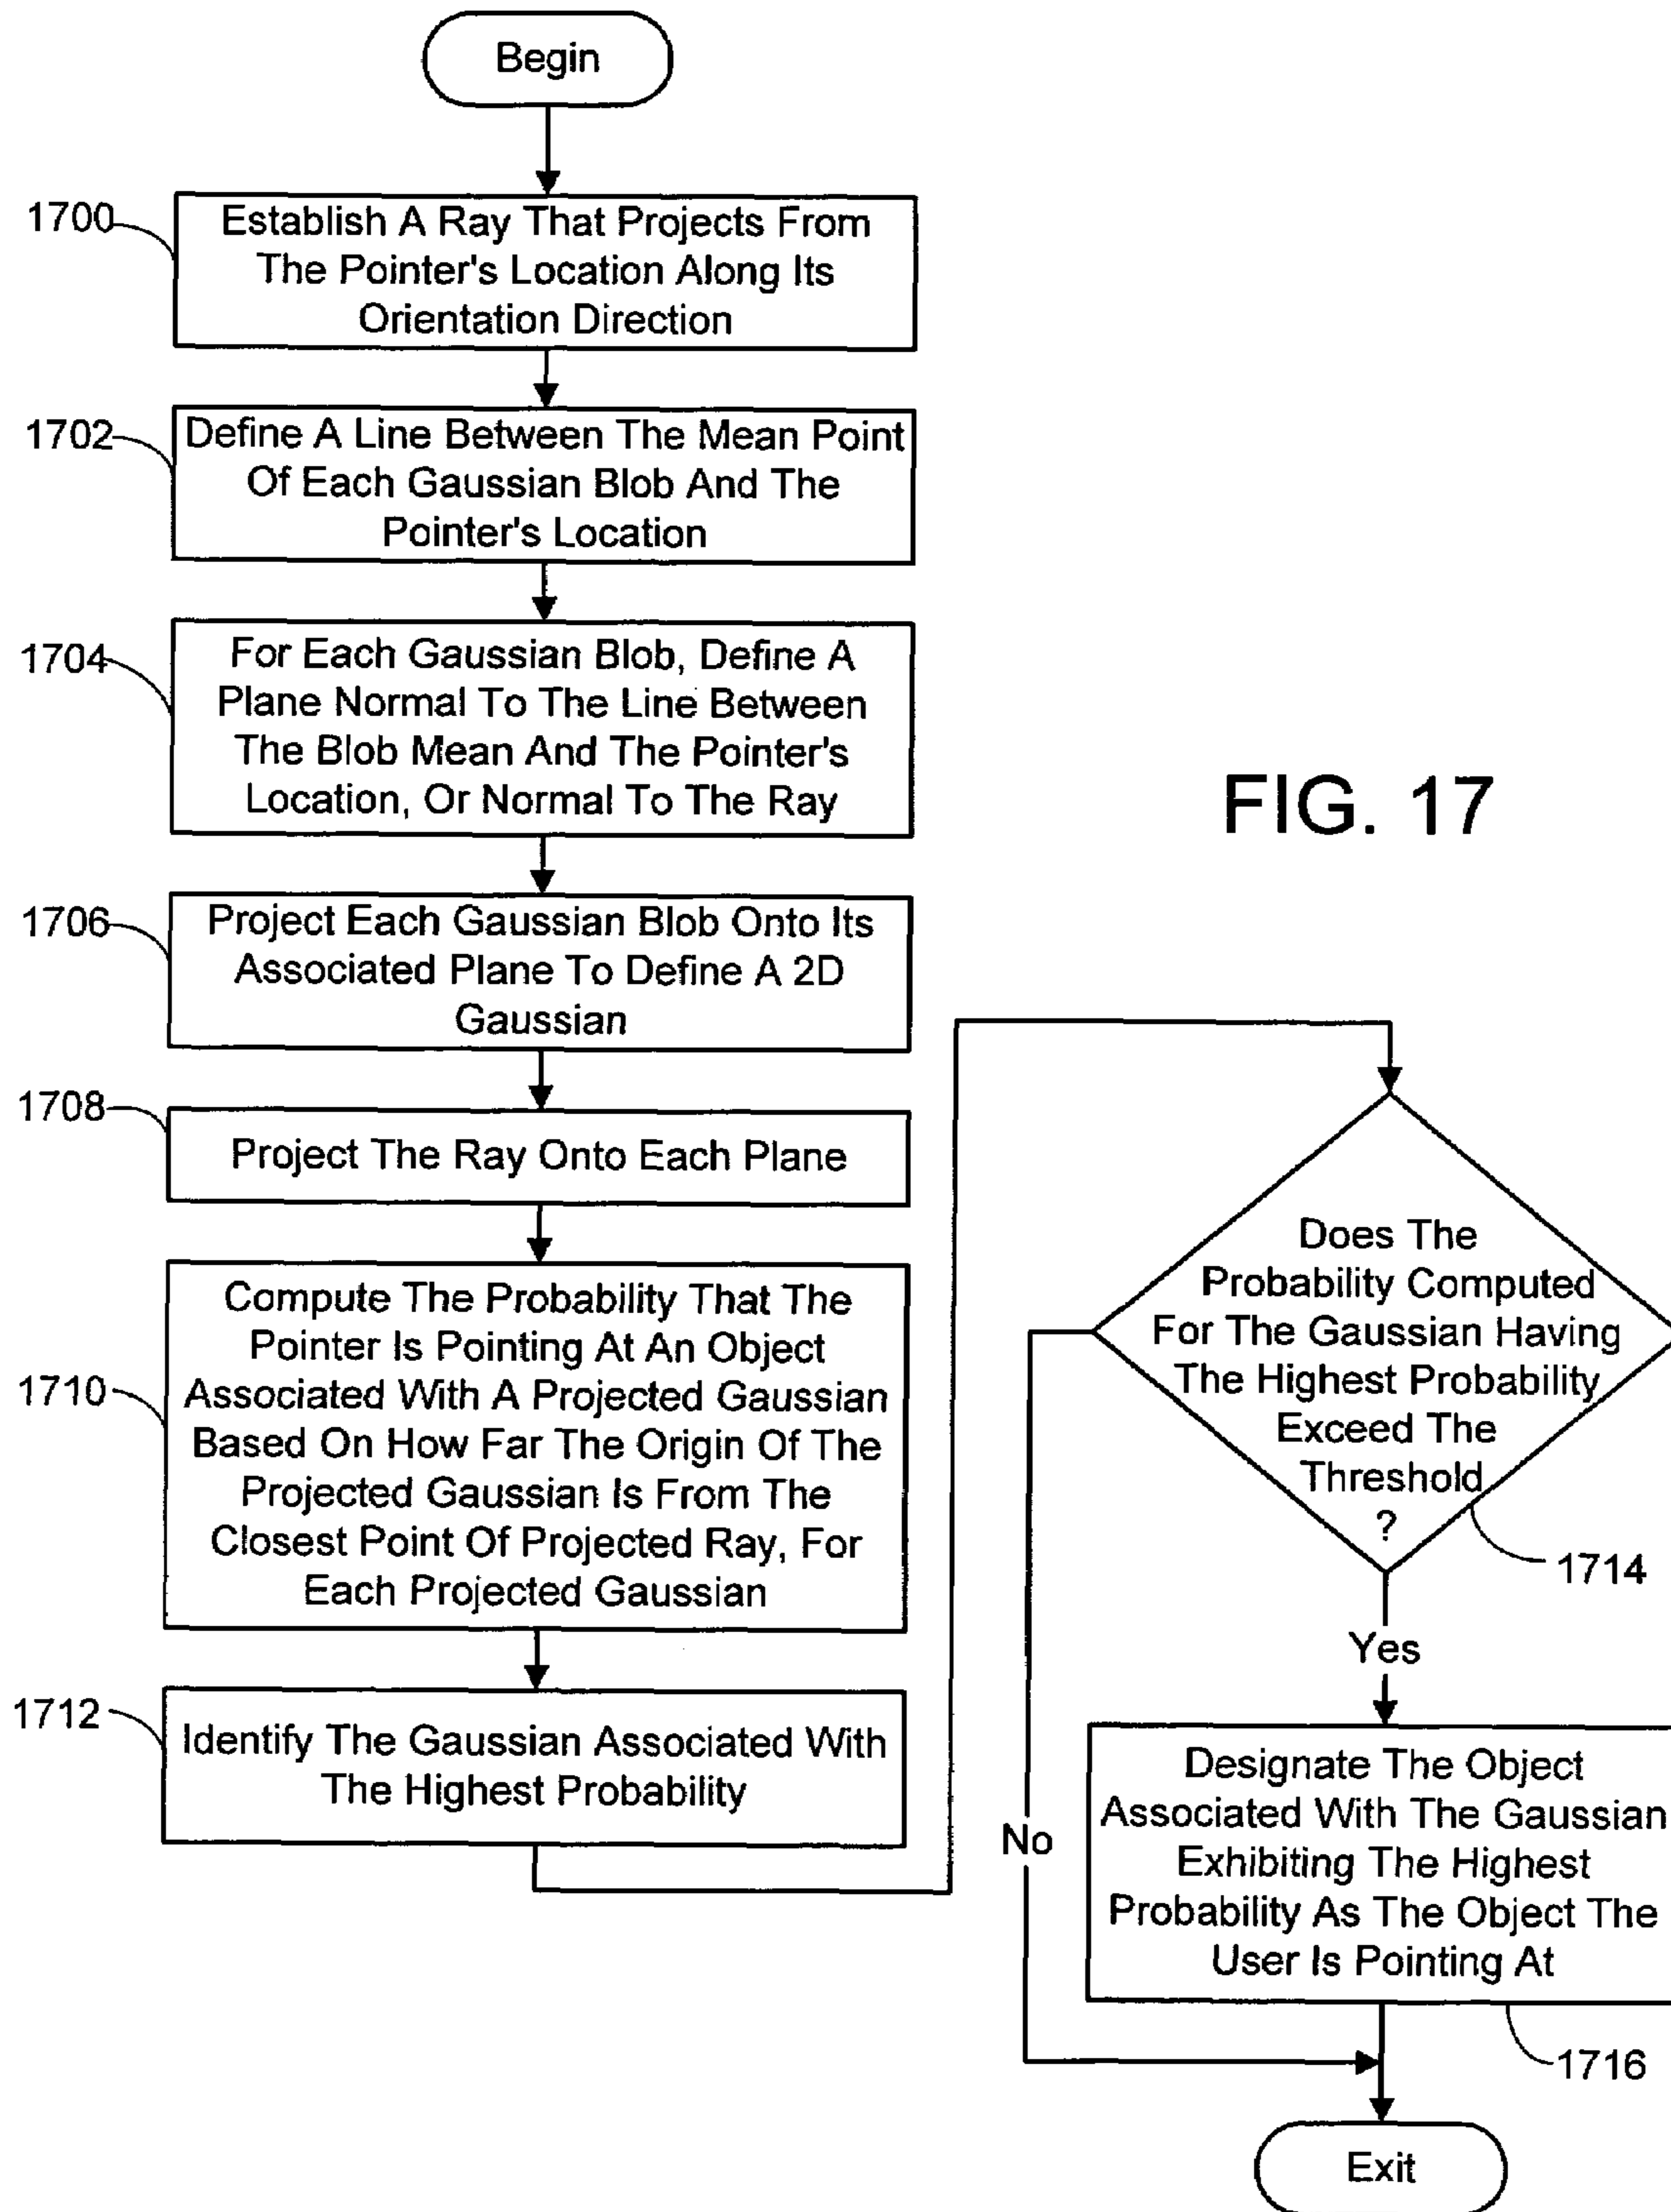 Begin
1700
Establish A Ray That Projects From
The Pointer's Location Along Its
Orientation Direction
1702
Define A Line Between The Mean Point
Of Each Gaussian Blob And The
Pointer's Location
1704
For Each Gaussian Blob, Define A
Plane Normal To The Line Between
The Blob Mean And The Pointer's
Location, Or Normal To The Ray
FIG. 17
1706
Project Each Gaussian Blob Onto Its
Associated Plane To Define A 2D
Gaussian
1708
Project The Ray Onto Each Plane
1710
Compute The Probability That The
Pointer Is Pointing At An Object
Associated With A Projected Gaussian
Based On How Far The Origin Of The
Projected Gaussian Is From The
Closest Point Of Projected Ray, For
Each Projected Gaussian
1712
Identify The Gaussian Associated With
The Highest Probability
Does The
Probability Computed
For The Gaussian Having
The Highest Probability
Exceed The
Threshold
?
1714
Yes
No
Designate The Object
Associated With The Gaussian
Exhibiting The Highest
Probability As The Object The
User Is Pointing At
1716
Exit